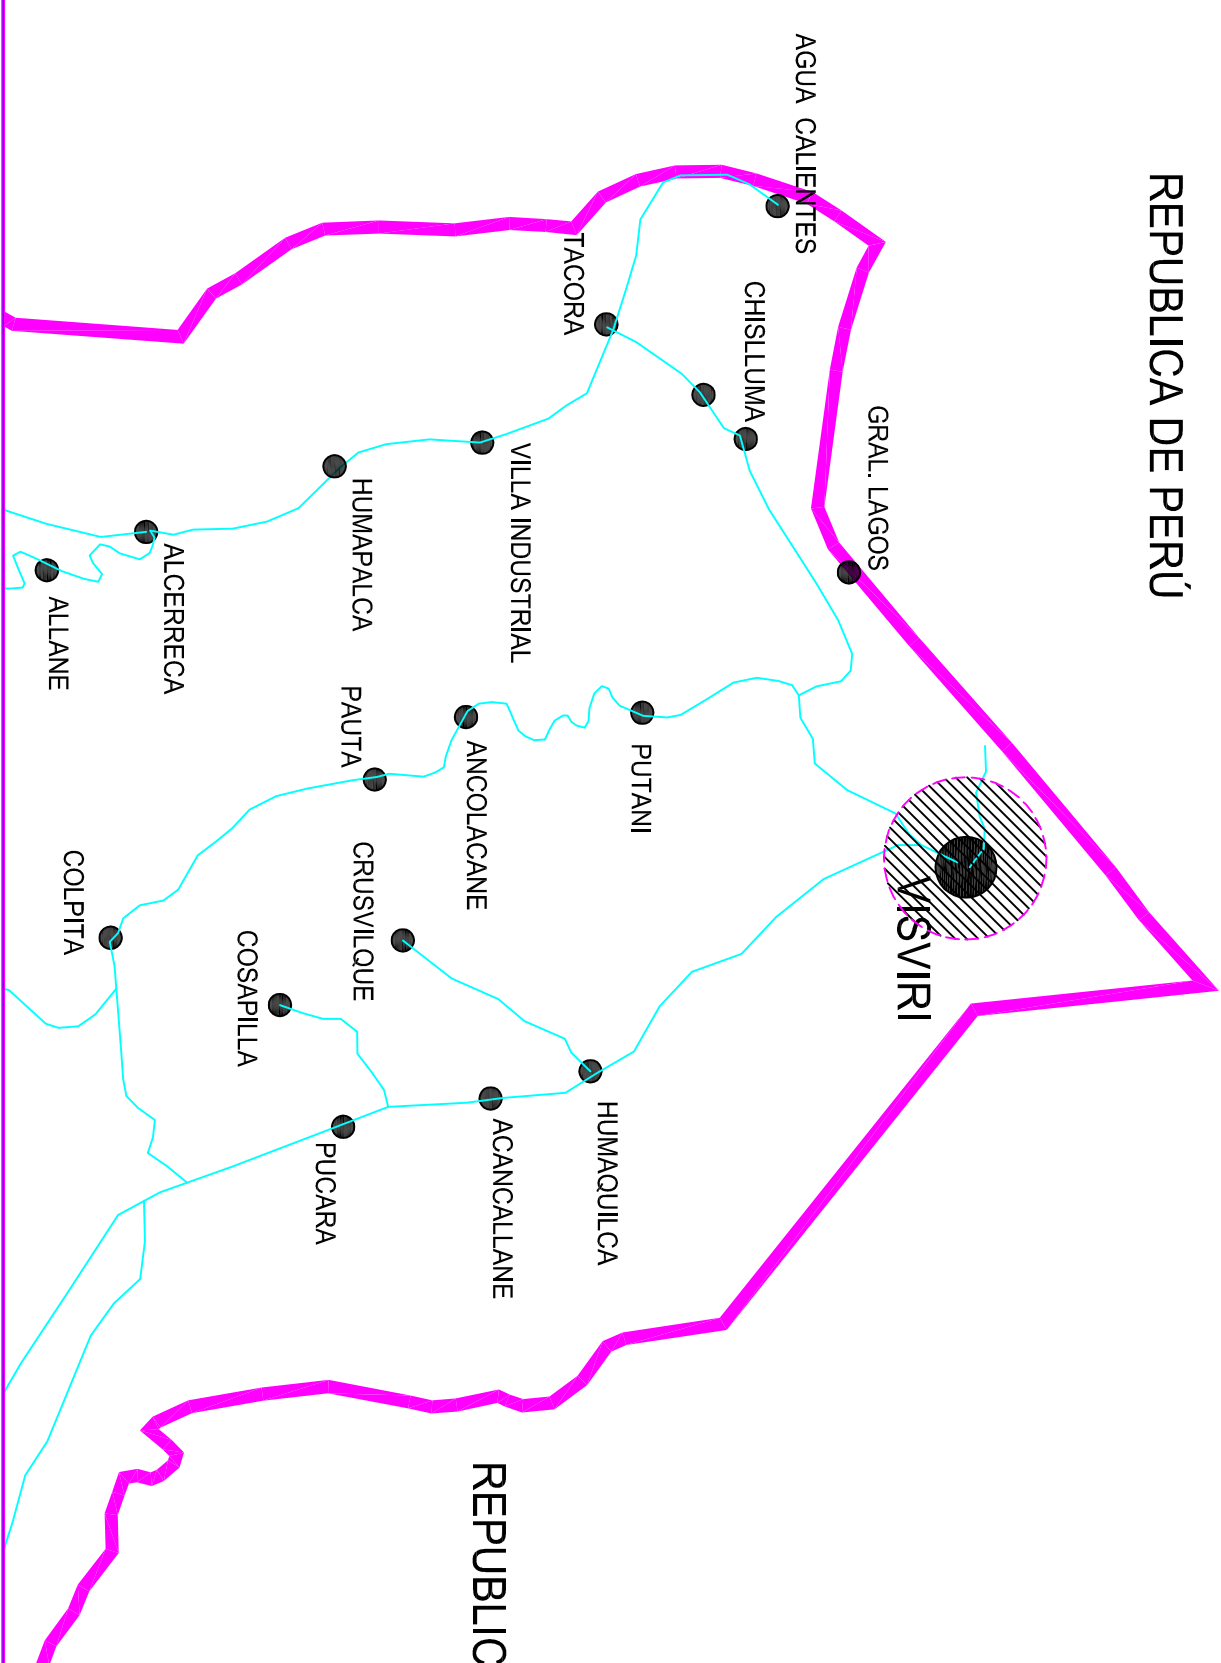 REPUBLICA DE PERÚ
VISVIRI
GRAL. LAGOS
AGUA CALIENTES
CHISLLUMA
PUTANI
HUMAQUILCA
TACORA
VILLA INDUSTRIAL
ANCOLACANE
ACANCALLANE
REPUBLIC
HUMAPALCA
PAUTA
CRUSVILQUE
PUCARA
COSAPILLA
ALCERRECA
ALLANE
COLPITA